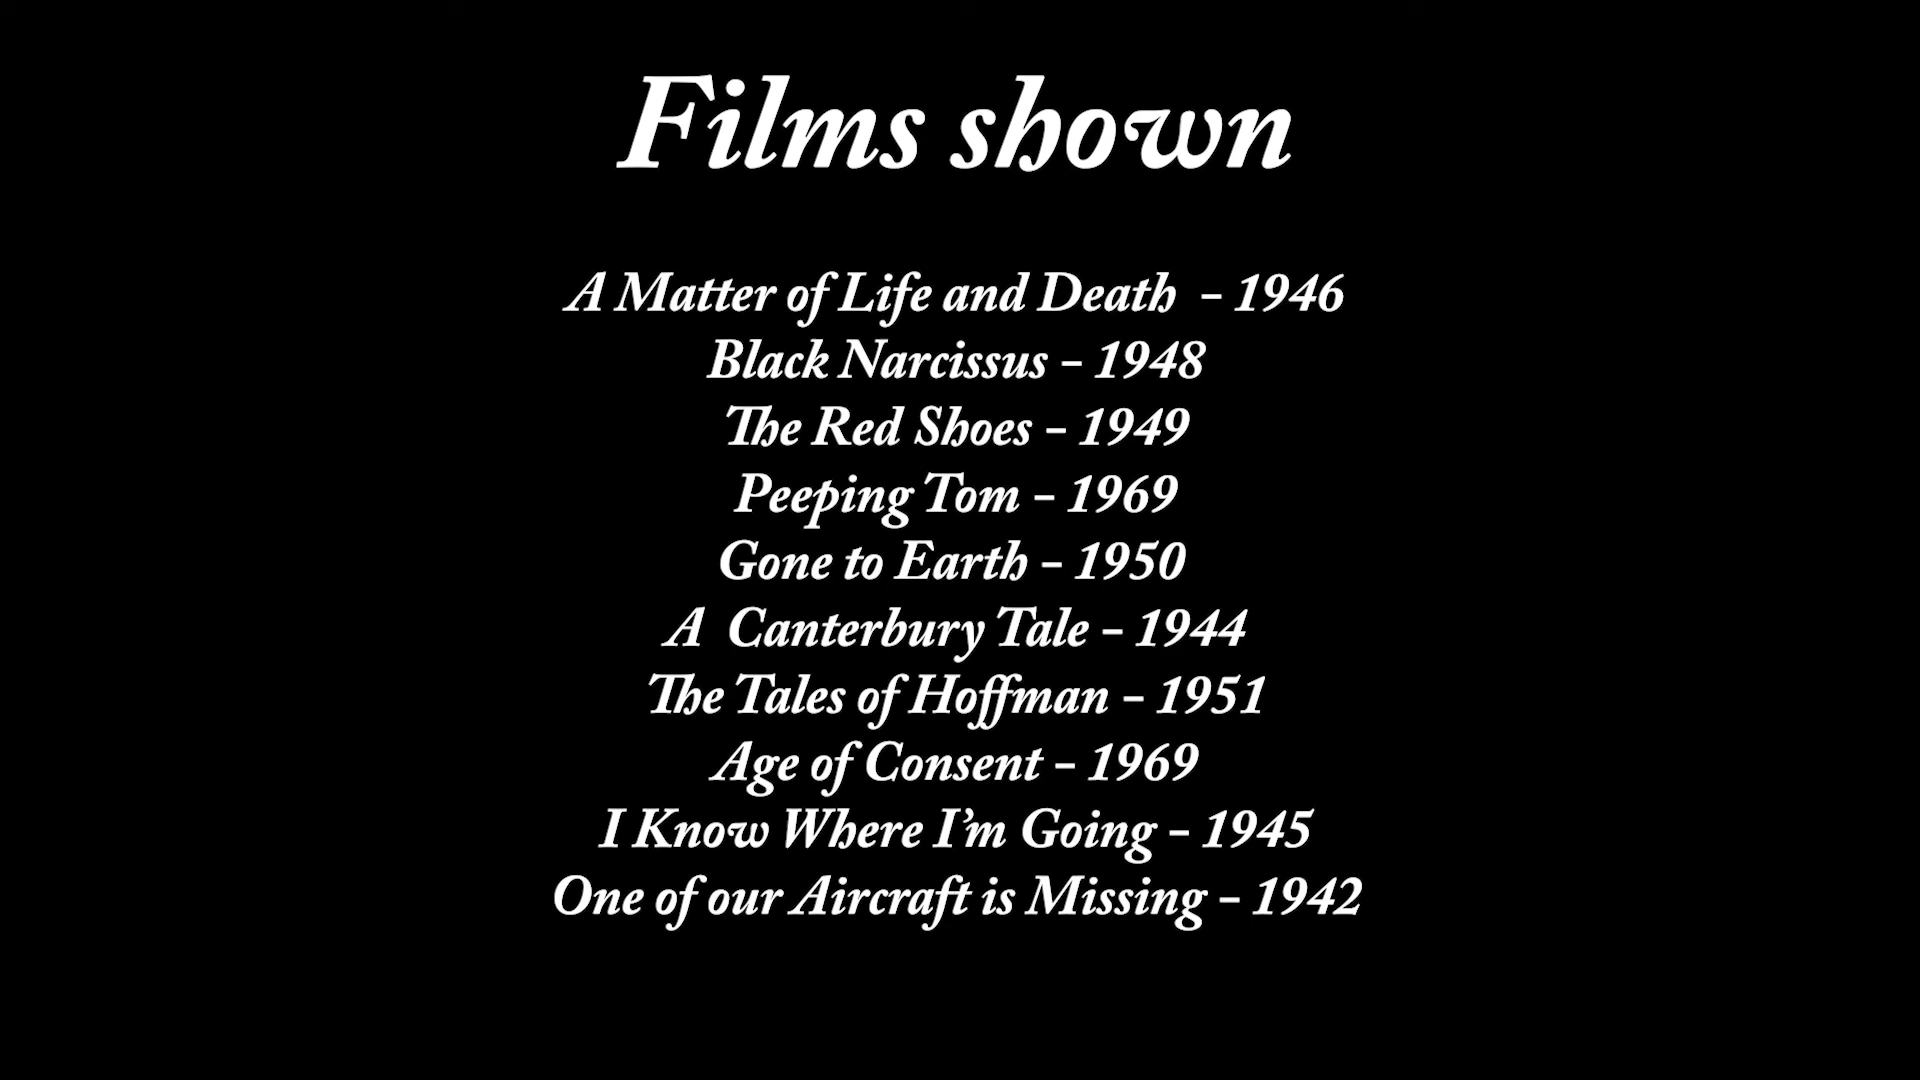 Films shown
A Matter of Life and Death – 1946
Black Narcissus – 1948
The Red Shoes – 1949
Peeping Tom – 1969
Gone to Earth – 1950
A Canterbury Tale – 1944
The Tales of Hoffman – 1951
Age of Consent – 1969
I Know Where I’m Going – 1945
One of our Aircraft is Missing – 1942